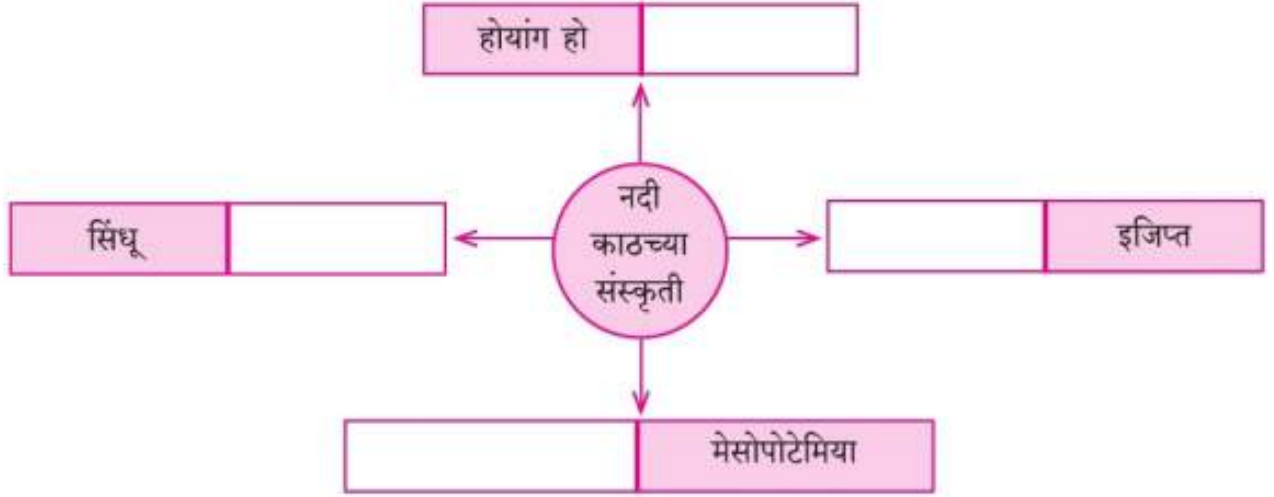 होयांग हो
नदी
काठच्या
संस्कृती
सिंधू
इजिप्त
मेसोपोटेमिया